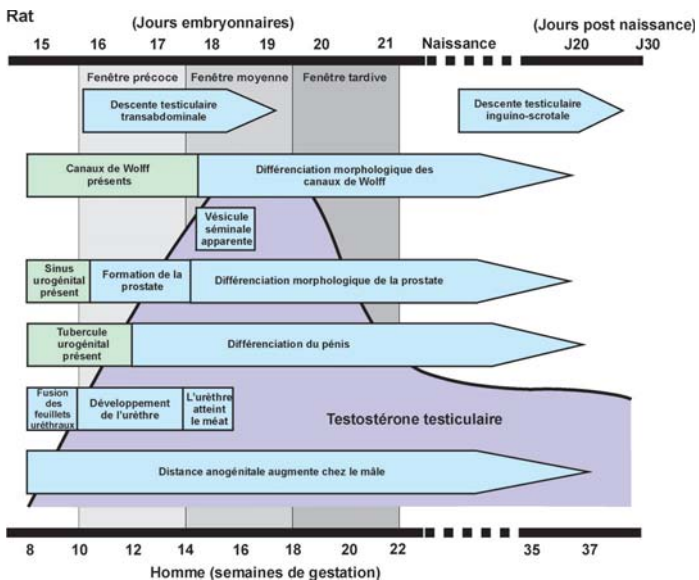 Rat
(Jours embryonnaires)
(Jours post naissance)
15 16 17 18 19 20 21 Naissance J20 J30
Fenêtre précoce Fenêtre moyenne Fenêtre tardive
Descente testiculaire
transabdominale
Descente testiculaire
inguino-scrotale
Canaux de Wolff
présents
Différenciation morphologique des
canaux de Wolff
Vésicule
séminale
apparente
Sinus
urogénital
présent
Formation de la
prostate
Différenciation morphologique de la prostate
Tubercule
urogénital
présent
Différenciation du pénis
Fusion
des
feuillets
uréthraux
Développement
de l'urèthre
L'urèthre
atteint
le méat
Testostérone testiculaire
Distance anogénitale augmente chez le mâle
8 10 12 14 16 18 20 22 35 37
Homme (semaines de gestation)